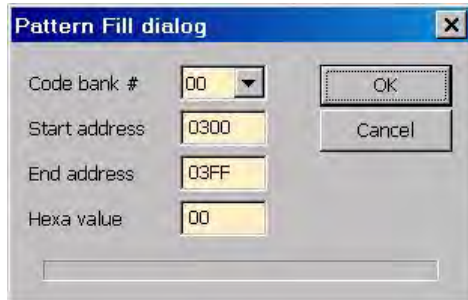 Pattern Fill dialog
Code bank # 00 OK
Start address 0300 Cancel
End address 03FF
Hexa value 00